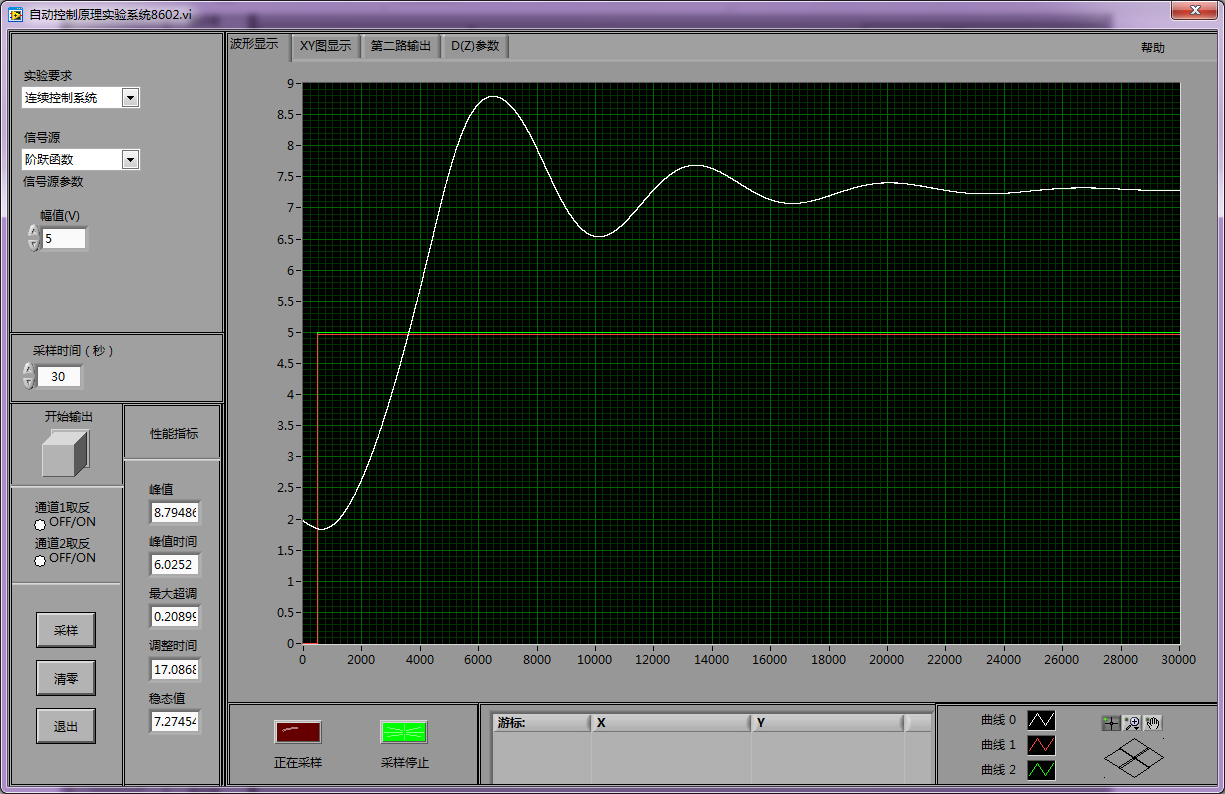 自动控制原理实验系统8602.vi
波形显示 XY图显示 第二路输出 D(Z)参数 帮助
实验要求
连续控制系统
信号源
阶跃函数
信号源参数
幅值(V)
5
采样时间（秒）
30
开始输出
性能指标
通道1取反
OFF/ON
通道2取反
OFF/ON
峰值
8.79486
峰值时间
6.0252
最大超调
0.20899
调整时间
17.0868
稳态值
7.27454
采样
清零
退出
9
8.5
8
7.5
7
6.5
6
5.5
5
4.5
4
3.5
3
2.5
2
1.5
1
0.5
0
0 2000 4000 6000 8000 10000 12000 14000 16000 18000 20000 22000 24000 26000 28000 30000
正在采样 采样停止
游标: X Y
曲线 0
曲线 1
曲线 2